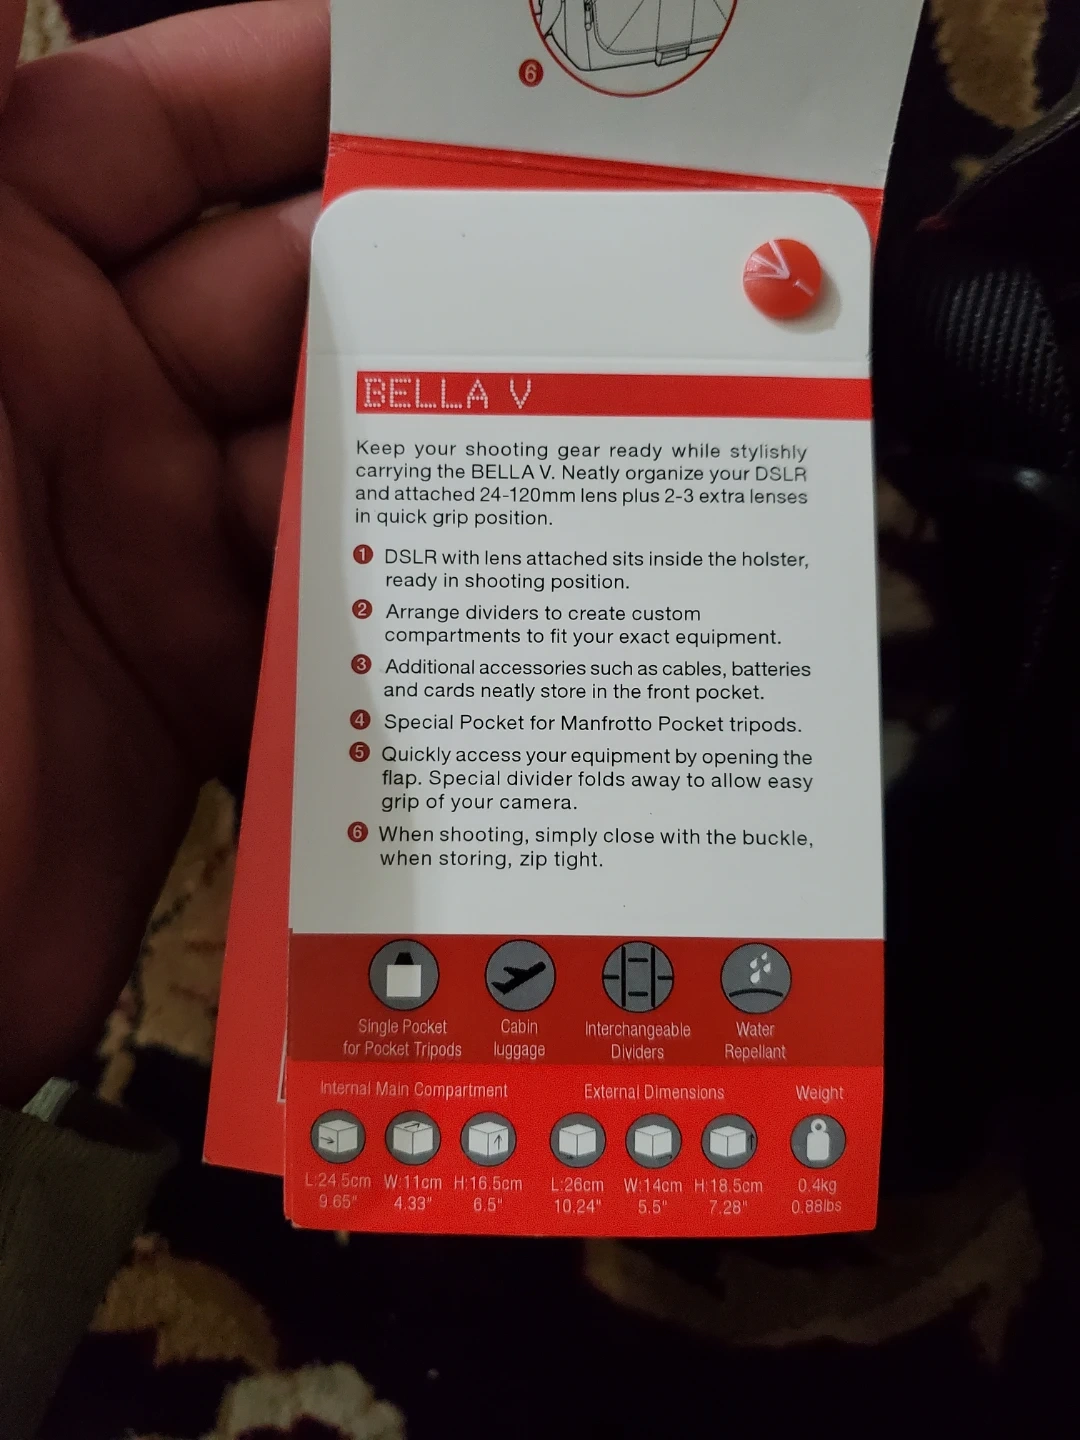 6
BELLA V
Keep your shooting gear ready while stylishly
carrying the BELLA V. Neatly organize your DSLR
and attached 24-120mm lens plus 2-3 extra lenses
in quick grip position.
1 DSLR with lens attached sits inside the holster,
ready in shooting position.
2 Arrange dividers to create custom
compartments to fit your exact equipment.
3 Additional accessories such as cables, batteries
and cards neatly store in the front pocket.
4 Special Pocket for Manfrotto Pocket tripods.
5 Quickly access your equipment by opening the
flap. Special divider folds away to allow easy
grip of your camera.
6 When shooting, simply close with the buckle,
when storing, zip tight.
Single Pocket
for Pocket Tripods
Cabin
luggage
Interchangeable
Dividers
Water
Repellant
Internal Main Compartment
L:24.5cm W:11cm H:16.5cm
9.65" 4.33" 6.5"
External Dimensions
L:26cm W:14cm H:18.5cm
10.24" 5.5" 7.28"
Weight
0.4kg
0.88lbs